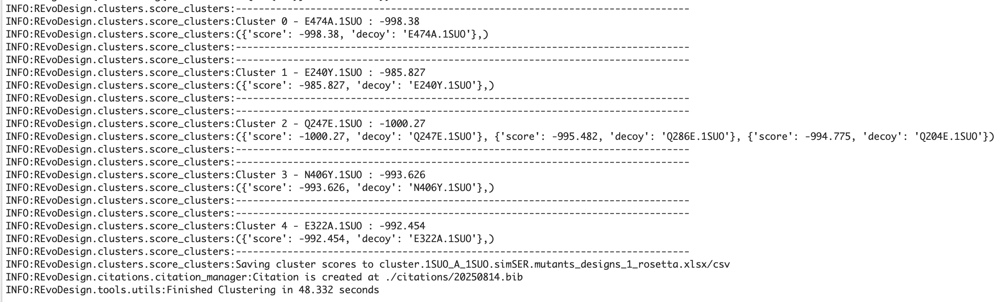 INFO:REvoDesign.clusters.score_clusters:-------------------------------------------------------------------------------
INFO:REvoDesign.clusters.score_clusters:Cluster 0 - E474A.1SUO : -998.38
INFO:REvoDesign.clusters.score_clusters:({'score': -998.38, 'decoy': 'E474A.1SUO'},)
INFO:REvoDesign.clusters.score_clusters:-------------------------------------------------------------------------------
INFO:REvoDesign.clusters.score_clusters:-------------------------------------------------------------------------------
INFO:REvoDesign.clusters.score_clusters:Cluster 1 - E240Y.1SUO : -985.827
INFO:REvoDesign.clusters.score_clusters:({'score': -985.827, 'decoy': 'E240Y.1SUO'},)
INFO:REvoDesign.clusters.score_clusters:-------------------------------------------------------------------------------
INFO:REvoDesign.clusters.score_clusters:-------------------------------------------------------------------------------
INFO:REvoDesign.clusters.score_clusters:Cluster 2 - Q247E.1SUO : -1000.27
INFO:REvoDesign.clusters.score_clusters:({'score': -1000.27, 'decoy': 'Q247E.1SUO'}, {'score': -995.482, 'decoy': 'Q286E.1SUO'}, {'score': -994.775, 'decoy': 'Q204E.1SUO'})
INFO:REvoDesign.clusters.score_clusters:-------------------------------------------------------------------------------
INFO:REvoDesign.clusters.score_clusters:-------------------------------------------------------------------------------
INFO:REvoDesign.clusters.score_clusters:Cluster 3 - N406Y.1SUO : -993.626
INFO:REvoDesign.clusters.score_clusters:({'score': -993.626, 'decoy': 'N406Y.1SUO'},)
INFO:REvoDesign.clusters.score_clusters:-------------------------------------------------------------------------------
INFO:REvoDesign.clusters.score_clusters:-------------------------------------------------------------------------------
INFO:REvoDesign.clusters.score_clusters:Cluster 4 - E322A.1SUO : -992.454
INFO:REvoDesign.clusters.score_clusters:({'score': -992.454, 'decoy': 'E322A.1SUO'},)
INFO:REvoDesign.clusters.score_clusters:-------------------------------------------------------------------------------
INFO:REvoDesign.clusters.score_clusters:Saving cluster scores to cluster.1SUO_A_1SUO.simSER.mutants_designs_1_rosetta.xlsx/csv
INFO:REvoDesign.citations.citation_manager:Citation is created at ./citations/20250814.bib
INFO:REvoDesign.tools.utils:Finished Clustering in 48.332 seconds